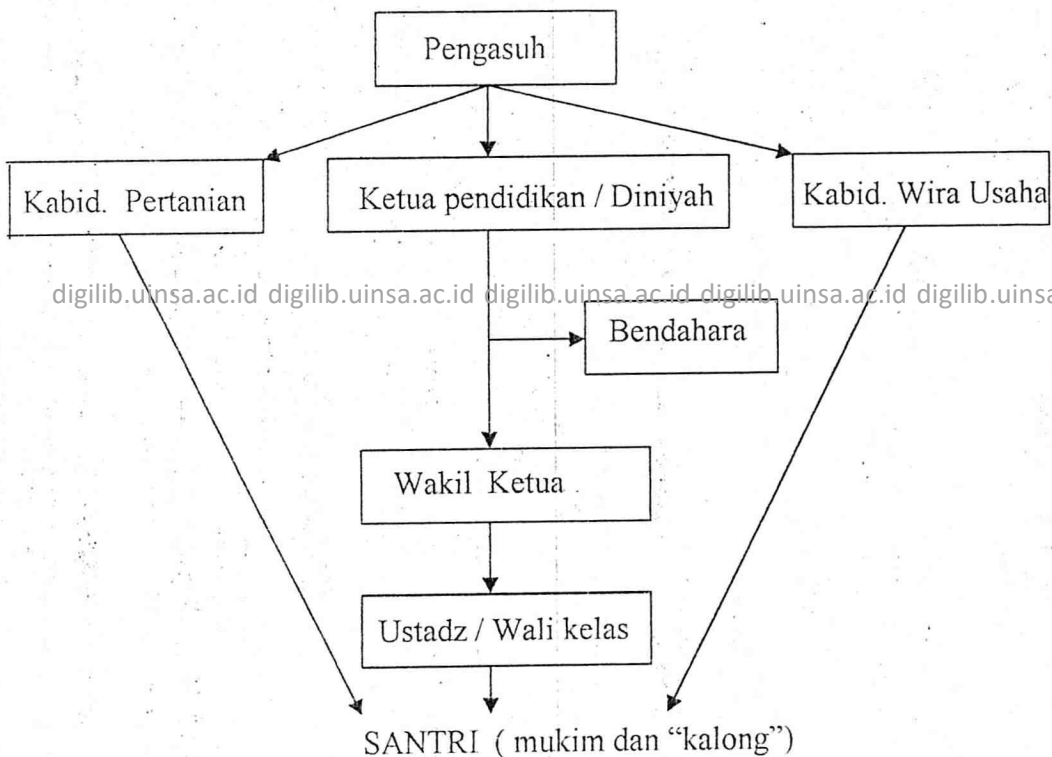 Pengasuh
Kabid. Pertanian
Ketua pendidikan / Diniyah
Kabid. Wira Usaha
digilib.uinsa.ac.id digilib.uinsa.ac.id digilib.uinsa.ac.id digilib.uinsa.ac.id digilib.uinsa
Bendahara
Wakil Ketua
Ustadz / Wali kelas
SANTRI ( mukim dan “kalong”)